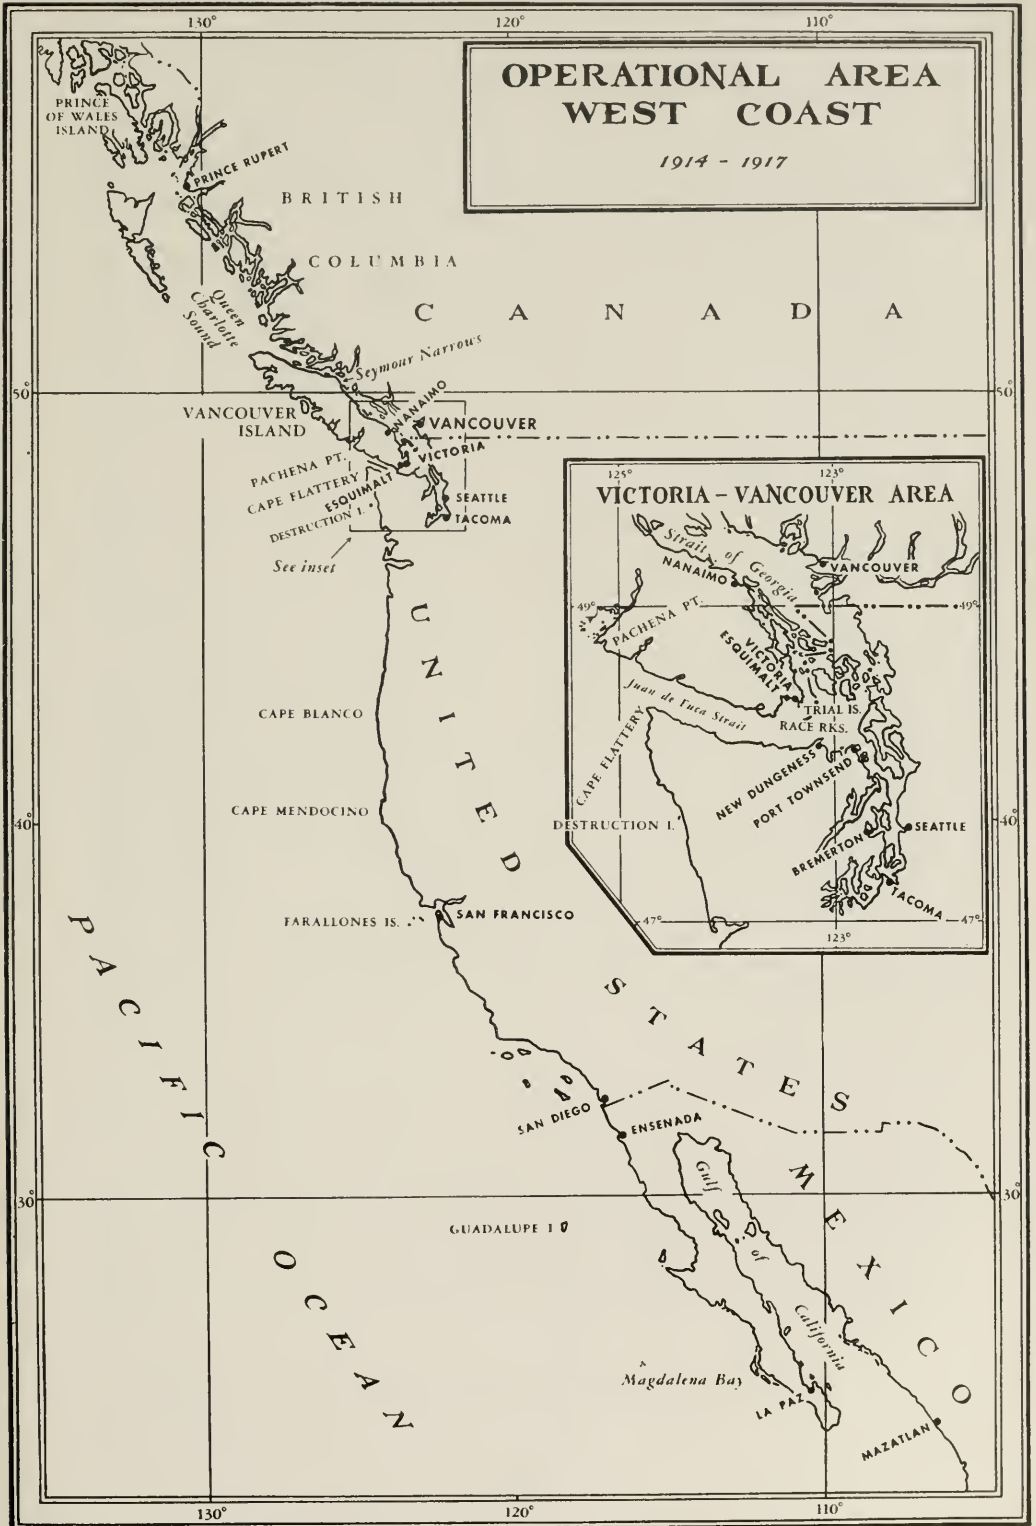 130°
120°
110°
OPERATIONAL AREA
WEST COAST
1914 - 1917
PRINCE
OF WALES
ISLAND
PRINCE RUPERT
BRITISH
COLUMBIA
CANADA
Queen
Charlotte
Sound
Seymour Narrows
50°
50°
VANCOUVER
ISLAND
NANAIMO
VANCOUVER
VICTORIA
PACHENA PT.
CAPE FLATTERY
ESQUIMALT
DESTRUCTION I.
SEATTLE
TACOMA
See inset
UNITED
STATES
CAPE BLANCO
CAPE MENDOCINO
40°
40°
FARALLONES IS.
SAN FRANCISCO
PACIFIC
OCEAN
SAN DIEGO
ENSENADA
MEXICO
30°
30°
GUADALUPE I
Gulf
of
California
Magdalena Bay
LA PAZ
MAZATLAN
130°
120°
110°
125°
123°
VICTORIA - VANCOUVER AREA
Strait
of
Georgia
NANAIMO
VANCOUVER
49°
49°
PACHENA PT.
VICTORIA
ESQUIMALT
Juan de Fuca Strait
TRIAL IS.
RACE RKS.
CAPE FLATTERY
NEW DUNGENESS
PORT TOWNSEND
DESTRUCTION I.
SEATTLE
BREMERTON
TACOMA
47°
47°
123°